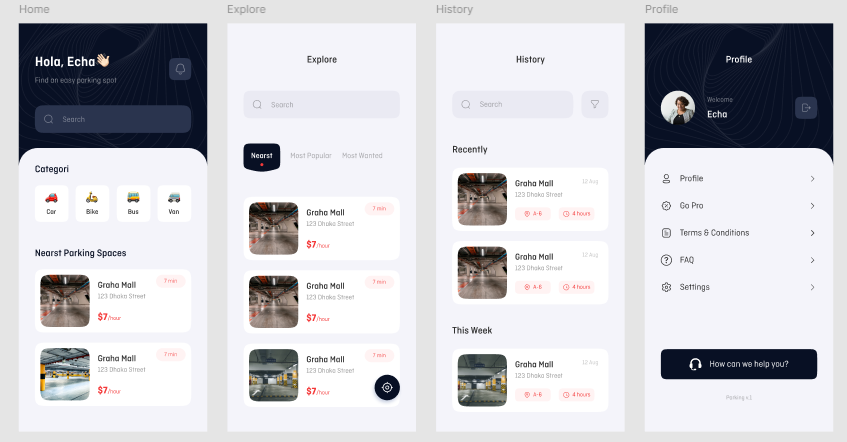 Home
Hola, Echa
Find an easy parking spot
Search
Categori
Car
Bike
Bus
Van
Nearst Parking Spaces
Graha Mall
7 min
123 Dhaka Street
$7/hour
Graha Mall
7 min
123 Dhaka Street
$7/hour
Explore
Explore
Search
Nearst
Most Popular
Most Wanted
Graha Mall
7 min
123 Dhaka Street
$7/hour
Graha Mall
7 min
123 Dhaka Street
$7/hour
Graha Mall
7 min
123 Dhaka Street
$7/hour
History
History
Search
Recently
Graha Mall
12 Aug
123 Dhaka Street
A-6
4 hours
Graha Mall
12 Aug
123 Dhaka Street
A-6
4 hours
This Week
Graha Mall
12 Aug
123 Dhaka Street
A-6
4 hours
Profile
Profile
Welcome
Echa
Profile
Go Pro
Terms & Conditions
FAQ
Settings
How can we help you?
Parking v.1